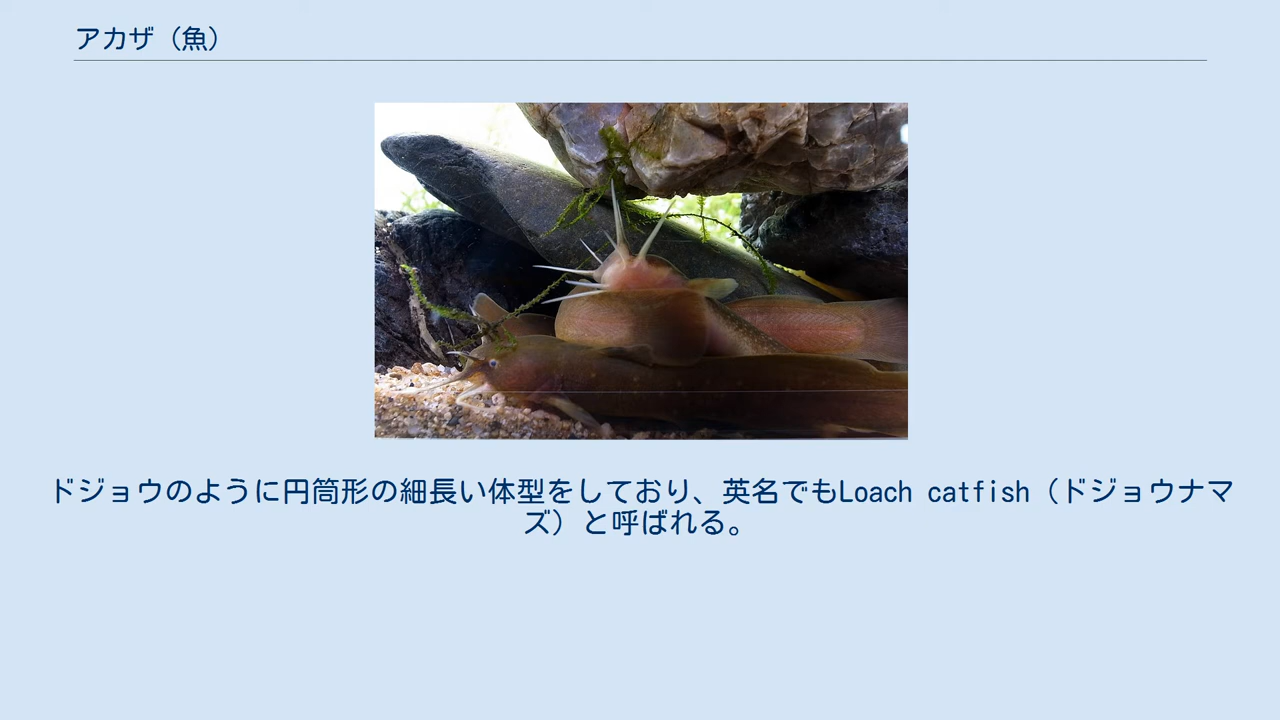 アカザ（魚）
ドジョウのように円筒形の細長い体型をしており、英名でもLoach catfish（ドジョウナマ
ズ）と呼ばれる。